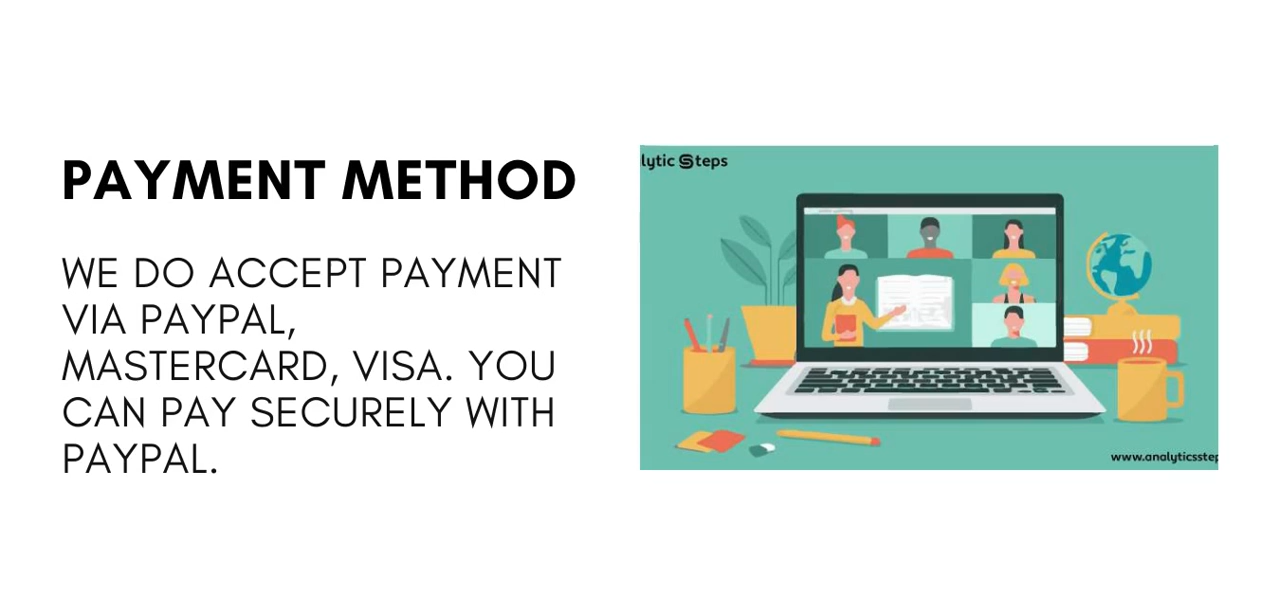 PAYMENT METHOD
WE DO ACCEPT PAYMENT
VIA PAYPAL,
MASTERCARD, VISA. YOU
CAN PAY SECURELY WITH
PAYPAL.
lytic Steps
www.analyticsstep